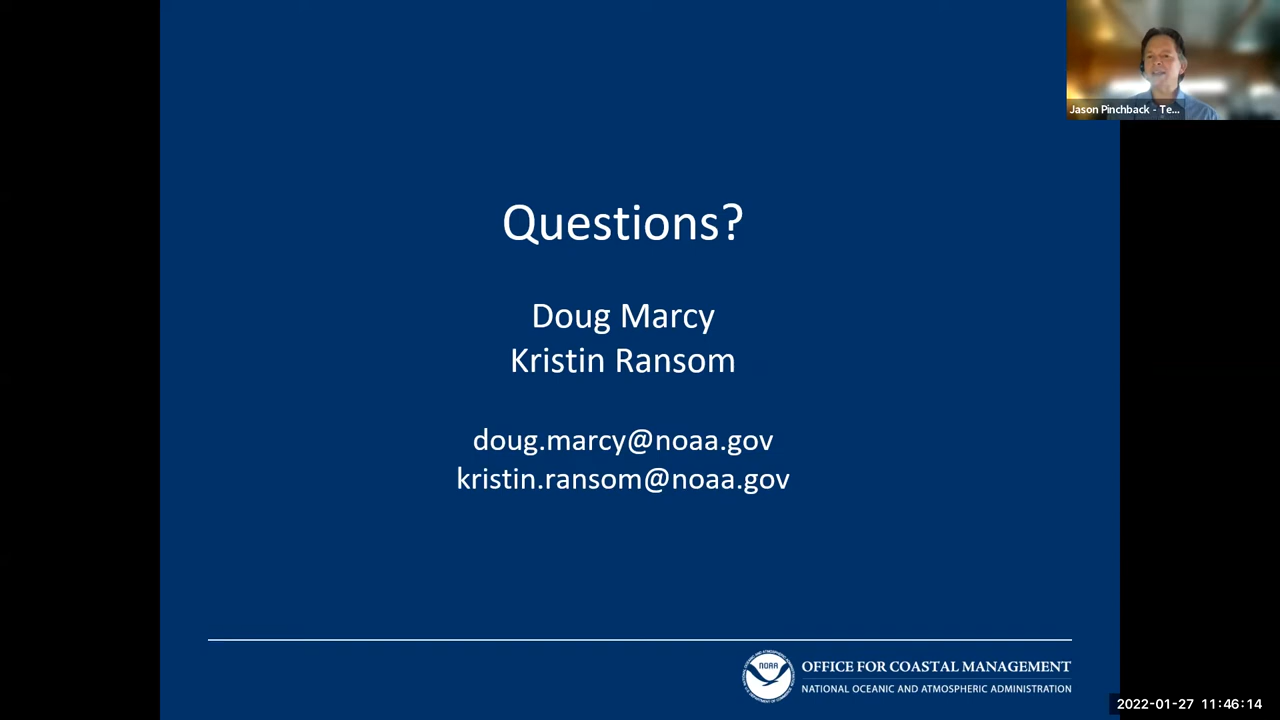 Jason Pinchback - Te...
Questions?
Doug Marcy
Kristin Ransom
doug.marcy@noaa.gov
kristin.ransom@noaa.gov
NOAA
OFFICE FOR COASTAL MANAGEMENT
NATIONAL OCEANIC AND ATMOSPHERIC ADMINISTRATION
2022-01-27 11:46:14